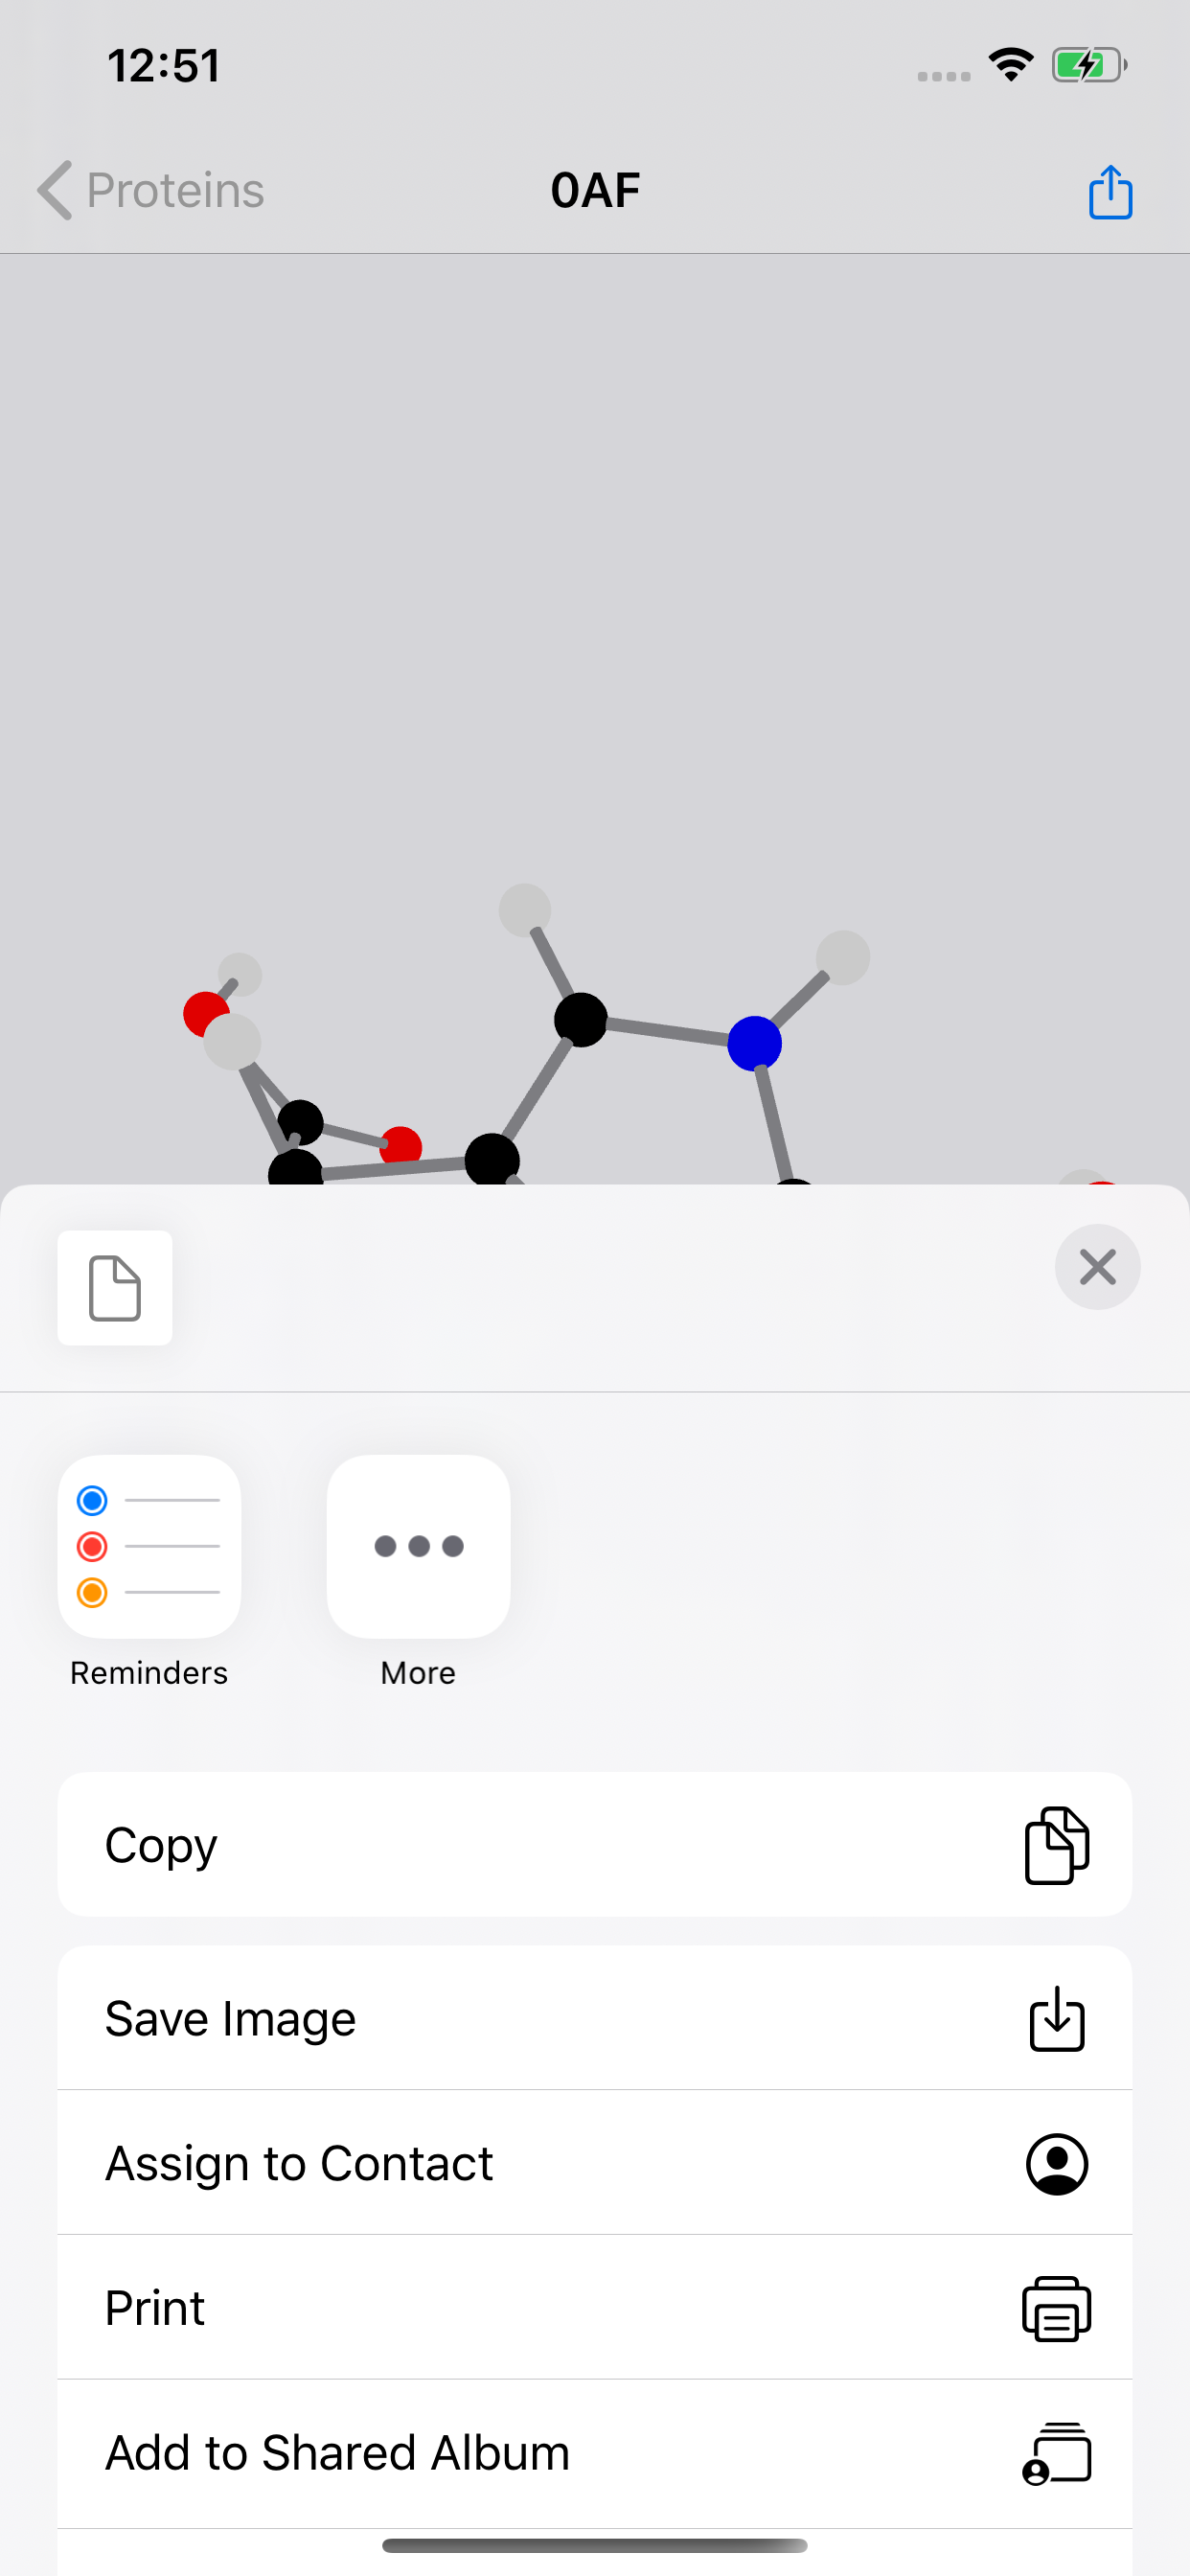 12:51
Proteins
0AF
Reminders
More
Copy
Save Image
Assign to Contact
Print
Add to Shared Album